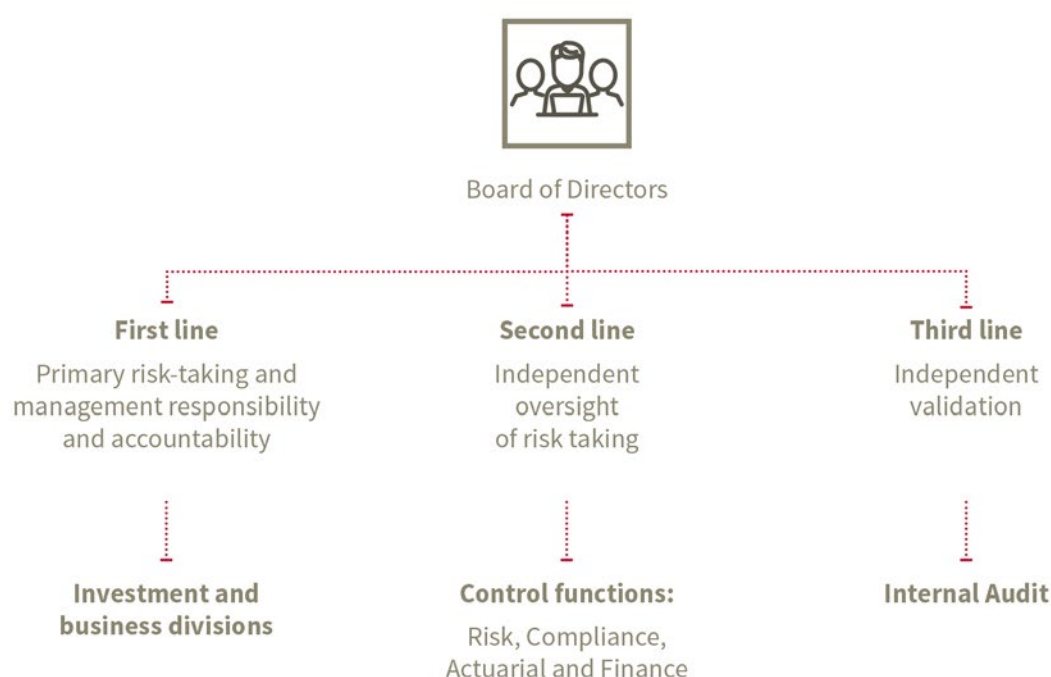 Board of Directors
First line
Primary risk-taking and
management responsibility
and accountability
Investment and
business divisions
Second line
Independent
oversight
of risk taking
Control functions:
Risk, Compliance,
Actuarial and Finance
Third line
Independent
validation
Internal Audit